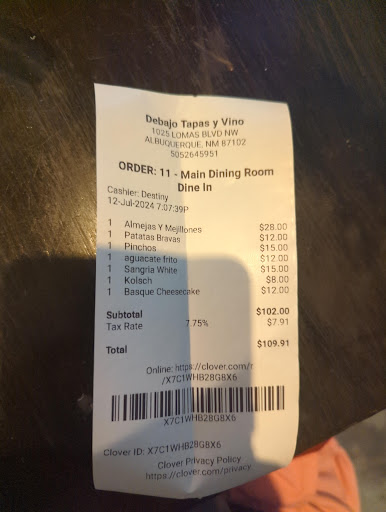 Debajo Tapas y Vino
1025 LOMAS BLVD NW
ALBUQUERQUE, NM 87102
5052645951
ORDER: 11 - Main Dining Room
Dine In
Cashier: Destiny
12-Jul-2024 7:07:39P
1 Almejas Y Mejillones $28.00
1 Patatas Bravas $12.00
1 Pinchos $15.00
1 aguacate frito $12.00
1 Sangria White $15.00
1 Kolsch $8.00
1 Basque Cheesecake $12.00
Subtotal $102.00
Tax Rate 7.75% $7.91
Total $109.91
Online: https://clover.com/r
/X7C1WHB28G8X6
X7C1WHB28G8X6
Clover ID: X7C1WHB28G8X6
Clover Privacy Policy
https://clover.com/privacy